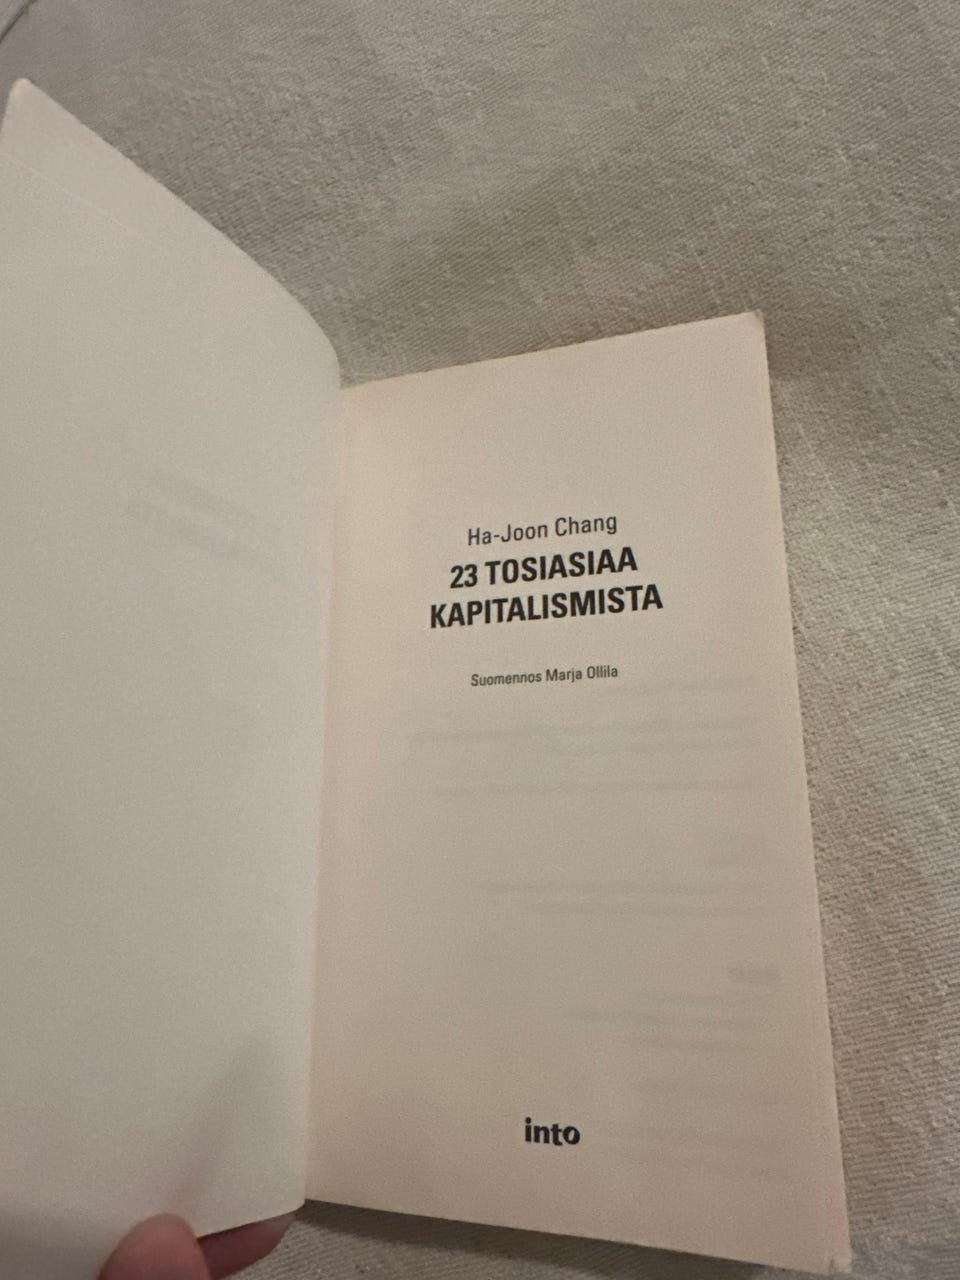 Ha-Joon Chang
23 TOSIASIAA
KAPITALISMISTA
Suomennos Marja Ollila
into